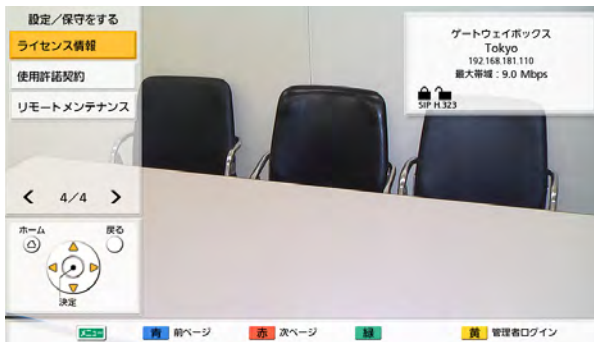 設定／保守をする
ライセンス情報
使用許諾契約
リモートメンテナンス
4/4
ホーム
戻る
決定
ゲートウェイボックス
Tokyo
192.168.181.110
最大帯域：9.0 Mbps
SIP H.323
メニュー
青 前ページ
赤 次ページ
緑
黄 管理者ログイン